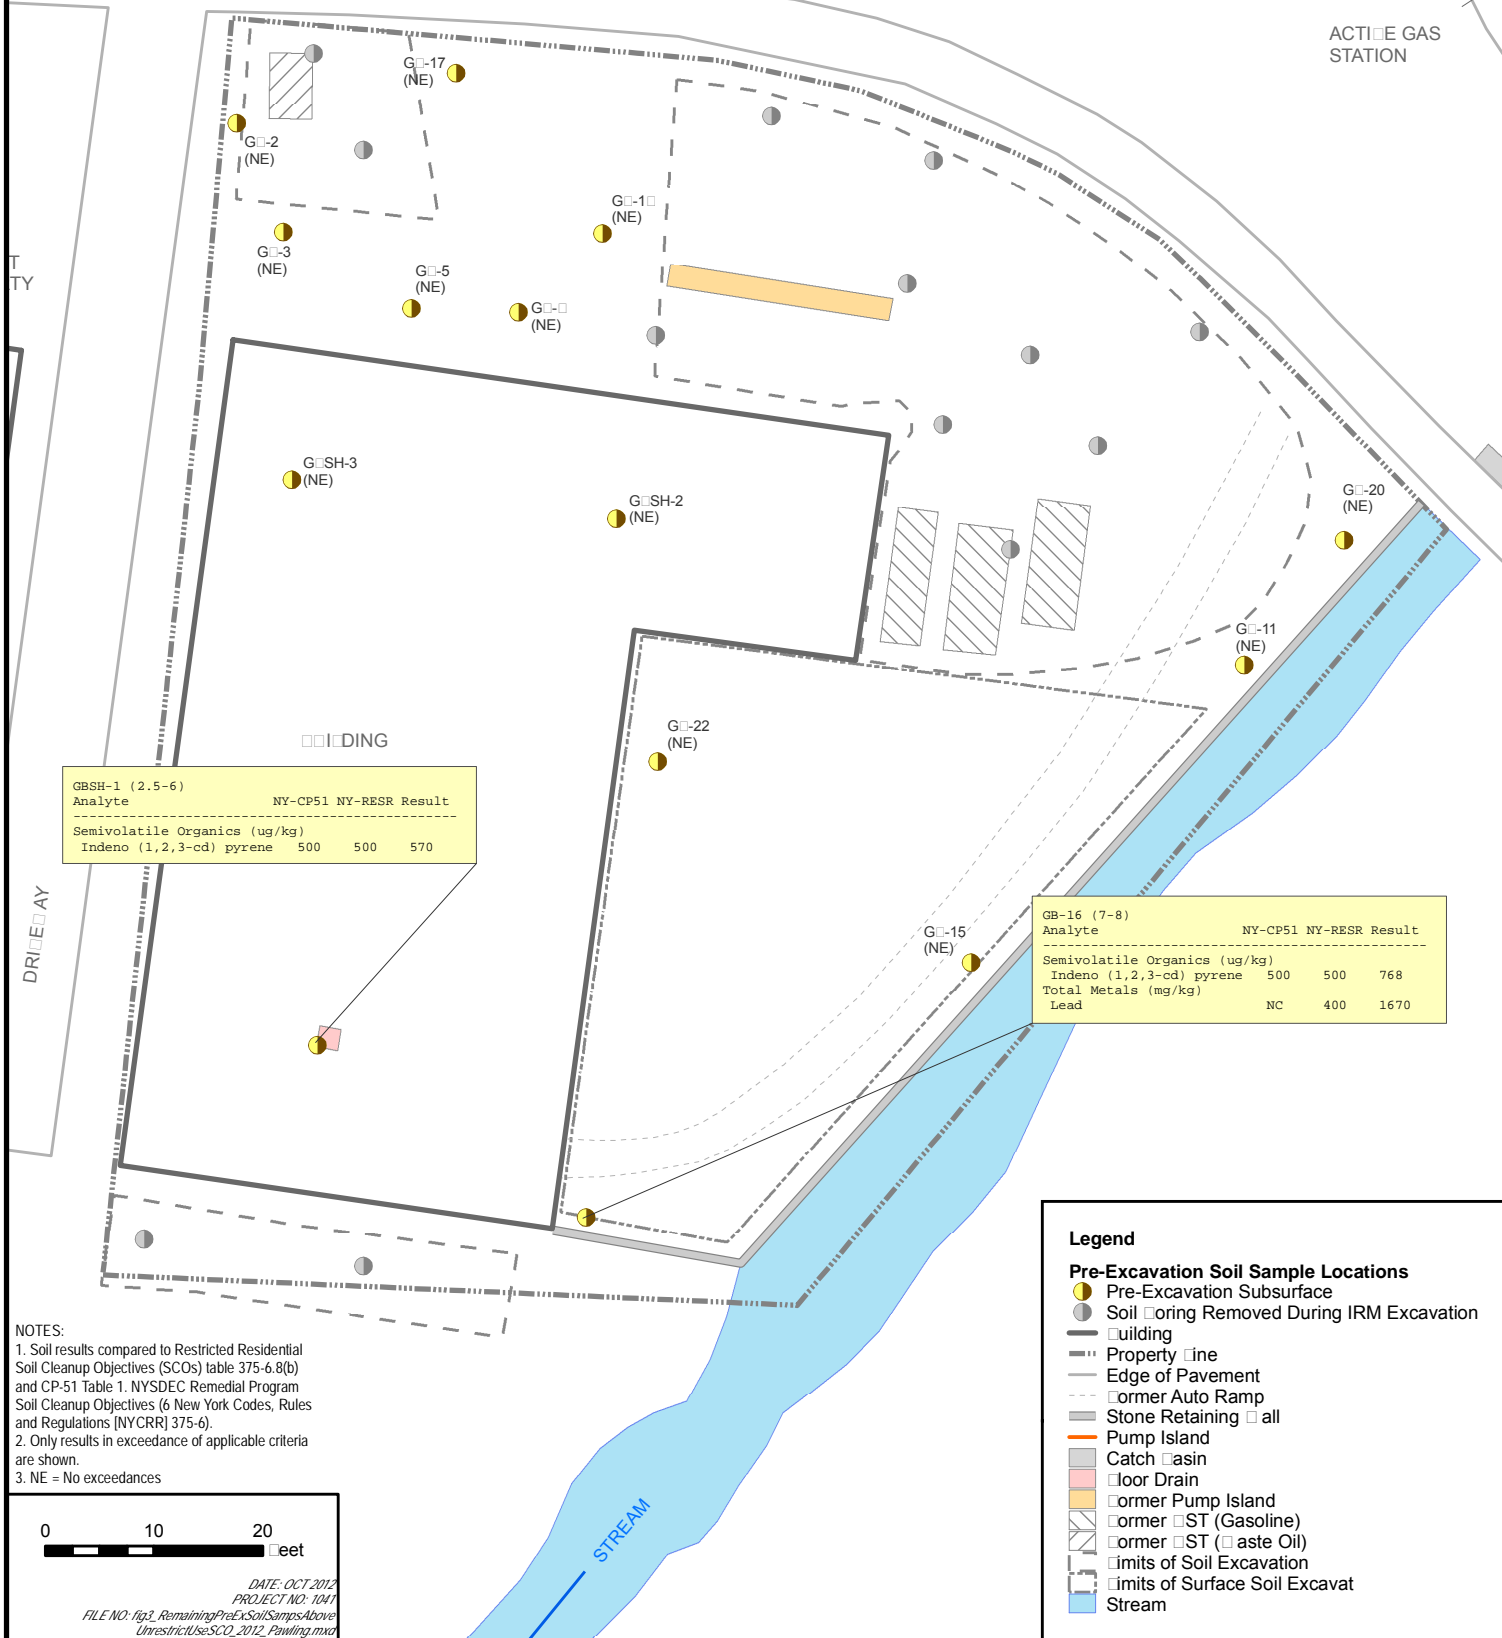 ACTI□E GAS
STATION
G□-17
(NE)
G□-2
(NE)
G□-1□
(NE)
G□-3
(NE)
G□-5
(NE)
G□-□
(NE)
T
TY
G□SH-3
(NE)
G□SH-2
(NE)
G□-20
(NE)
G□-11
(NE)
G□-22
(NE)
□□I□DING
GBSH-1 (2.5-6)
Analyte NY-CP51 NY-RESR Result
------------------------------------------------
Semivolatile Organics (ug/kg)
Indeno (1,2,3-cd) pyrene 500 500 570
DRI□E□AY
G□-15
(NE)
GB-16 (7-8)
Analyte NY-CP51 NY-RESR Result
------------------------------------------------
Semivolatile Organics (ug/kg)
Indeno (1,2,3-cd) pyrene 500 500 768
Total Metals (mg/kg)
Lead NC 400 1670
NOTES:
1. Soil results compared to Restricted Residential
Soil Cleanup Objectives (SCOs) table 375-6.8(b)
and CP-51 Table 1. NYSDEC Remedial Program
Soil Cleanup Objectives (6 New York Codes, Rules
and Regulations [NYCRR] 375-6).
2. Only results in exceedance of applicable criteria
are shown.
3. NE = No exceedances
0 10 20
□eet
DATE: OCT 2012
PROJECT NO: 1041
FILE NO: fig3_RemainingPreExSoilSampsAbove
UnrestrictUseSCO_2012_Pawling.mxd
STREAM
Legend
Pre-Excavation Soil Sample Locations
Pre-Excavation Subsurface
Soil □oring Removed During IRM Excavation
□uilding
Property □ine
Edge of Pavement
□ormer Auto Ramp
Stone Retaining □all
Pump Island
Catch □asin
□loor Drain
□ormer Pump Island
□ormer □ST (Gasoline)
□ormer □ST (□aste Oil)
□imits of Soil Excavation
□imits of Surface Soil Excavat
Stream